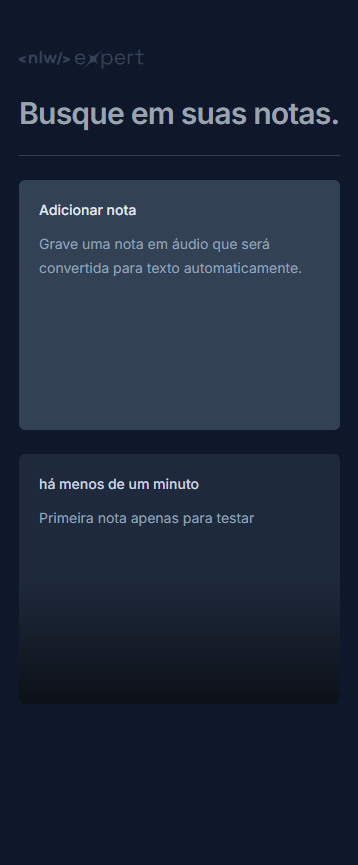 <nlw/> expert
Busque em suas notas.
Adicionar nota
Grave uma nota em áudio que será
convertida para texto automaticamente.
há menos de um minuto
Primeira nota apenas para testar